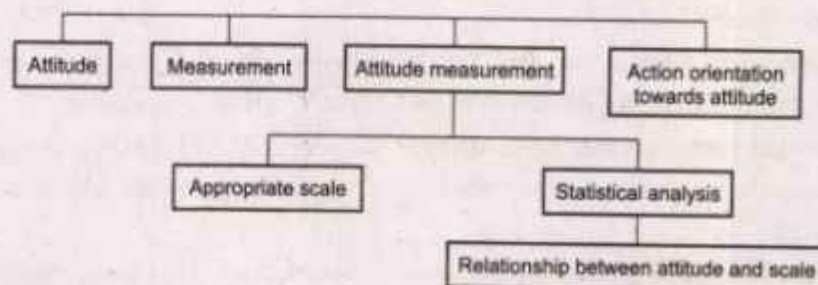 Attitude
Measurement
Attitude measurement
Action orientation
towards attitude
Appropriate scale
Statistical analysis
Relationship between attitude and scale